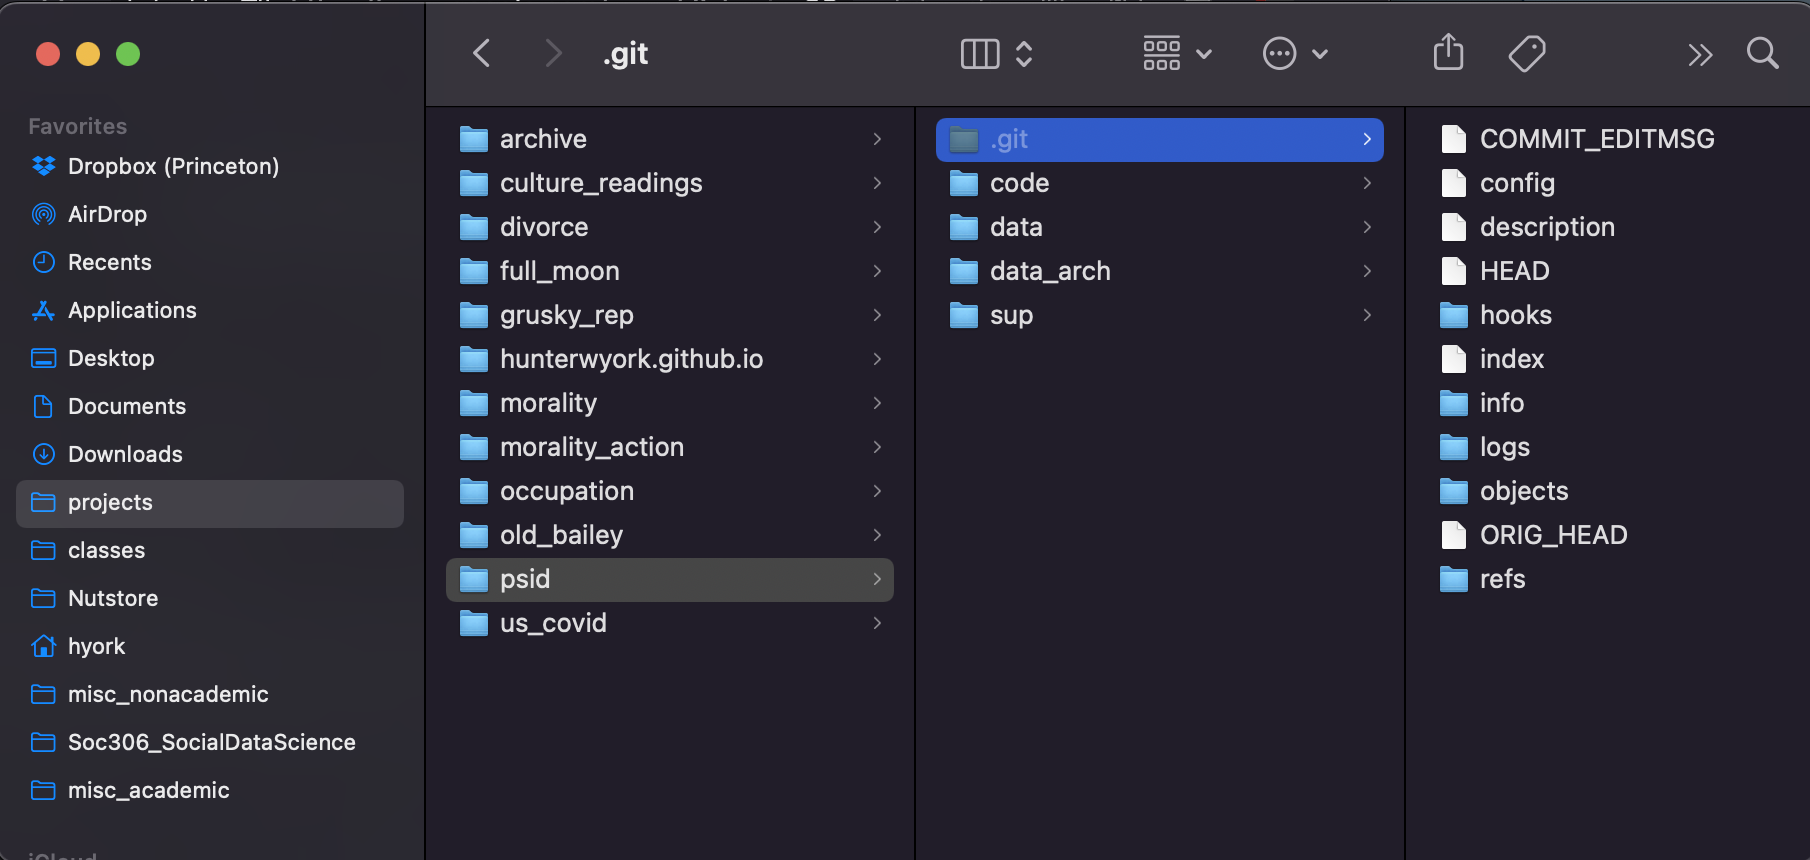 .git
Favorites
Dropbox (Princeton)
AirDrop
Recents
Applications
Desktop
Documents
Downloads
projects
classes
Nutstore
hyork
misc_nonacademic
Soc306_SocialDataScience
misc_academic
iCloud
archive
culture_readings
divorce
full_moon
grusky_rep
hunterwyork.github.io
morality
morality_action
occupation
old_bailey
psid
us_covid
.git
code
data
data_arch
sup
COMMIT_EDITMSG
config
description
HEAD
hooks
index
info
logs
objects
ORIG_HEAD
refs